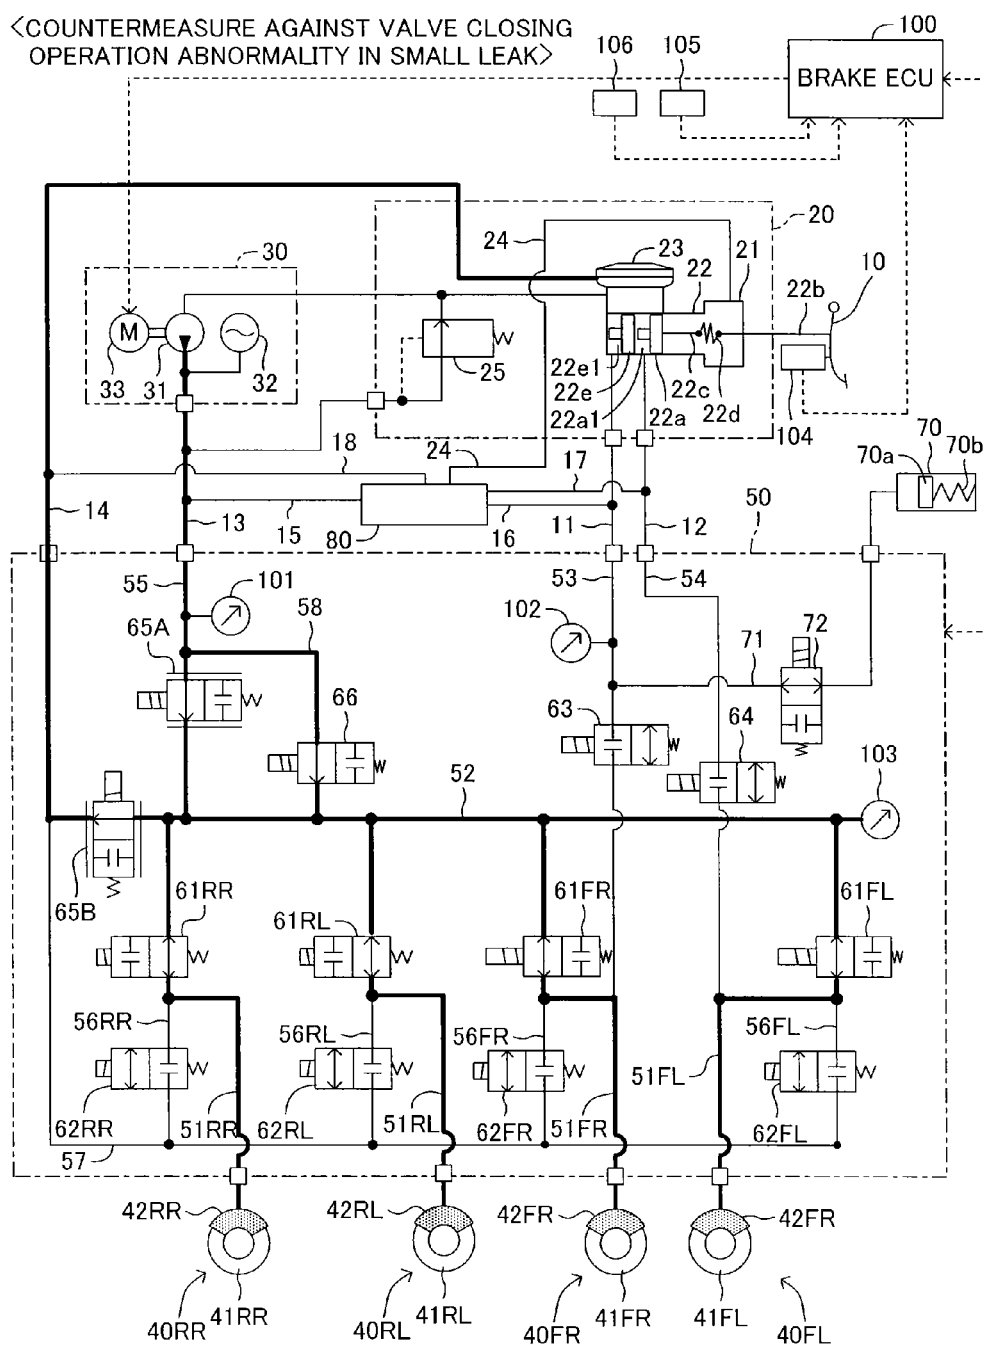 <COUNTERMEASURE AGAINST VALVE CLOSING
OPERATION ABNORMALITY IN SMALL LEAK>
106 105 100
BRAKE ECU
20
24 23 21 10
30 22 22b
M
33 31 32 25 22e1 22c
22e 22d
22a1 22a 104
18 24 17 70
70a 70b
14 13 15 80 16 11 12 50
55 101 53 54
58 102
65A 71 72
66 63 64
52 103
65B 61RR 61RL 61FR 61FL
56RR 56RL 56FR 56FL
51FL
62RR 51RR 62RL 51RL 62FR 51FR 62FL
57
42RR 42RL 42FR 42FR
41RR 41RL 41FR 41FL
40RR 40RL 40FR 40FL